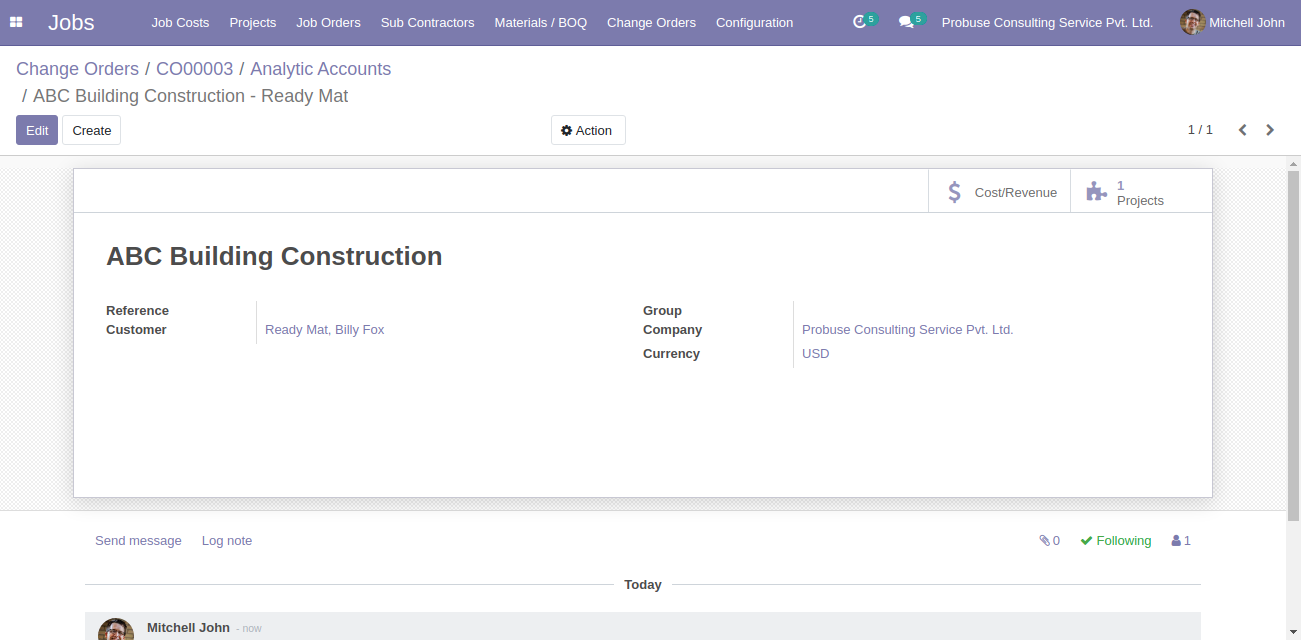 Jobs Job Costs Projects Job Orders Sub Contractors Materials / BOQ Change Orders Configuration 5 5 Probuse Consulting Service Pvt. Ltd. Mitchell John
Change Orders / CO00003 / Analytic Accounts
/ ABC Building Construction - Ready Mat
Edit Create Action 1 / 1
Cost/Revenue 1
Projects
ABC Building Construction
Reference Group
Customer Ready Mat, Billy Fox Company Probuse Consulting Service Pvt. Ltd.
Currency USD
Send message Log note 0 Following 1
Today
Mitchell John - now